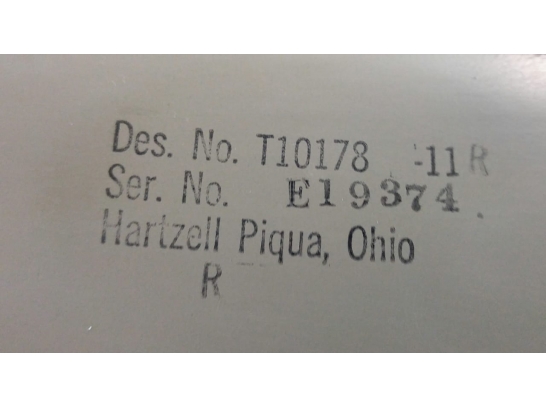 Des. No. T10178 -11R
Ser. No. E19374
Hartzell Piqua, Ohio
R